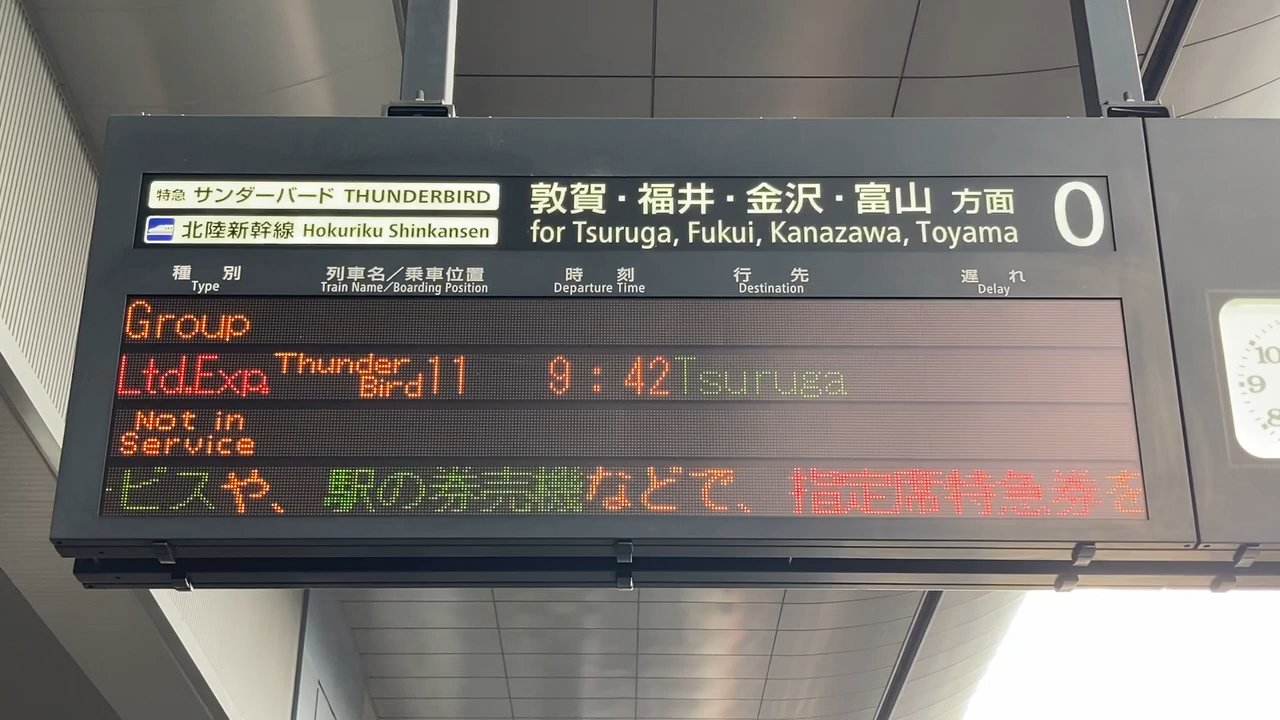 特急 サンダーバード THUNDERBIRD
北陸新幹線 Hokuriku Shinkansen
敦賀・福井・金沢・富山 方面
for Tsuruga, Fukui, Kanazawa, Toyama
0
種別 列車名/乗車位置 時刻 行先 遅れ
Type Train Name/Boarding Position Departure Time Destination Delay
Group
Ltd.Exp. Thunder Bird 11 9:42 Tsuruga
Not in
Service
ビスや、駅の券売機などで、指定席特急券を
10
9
8